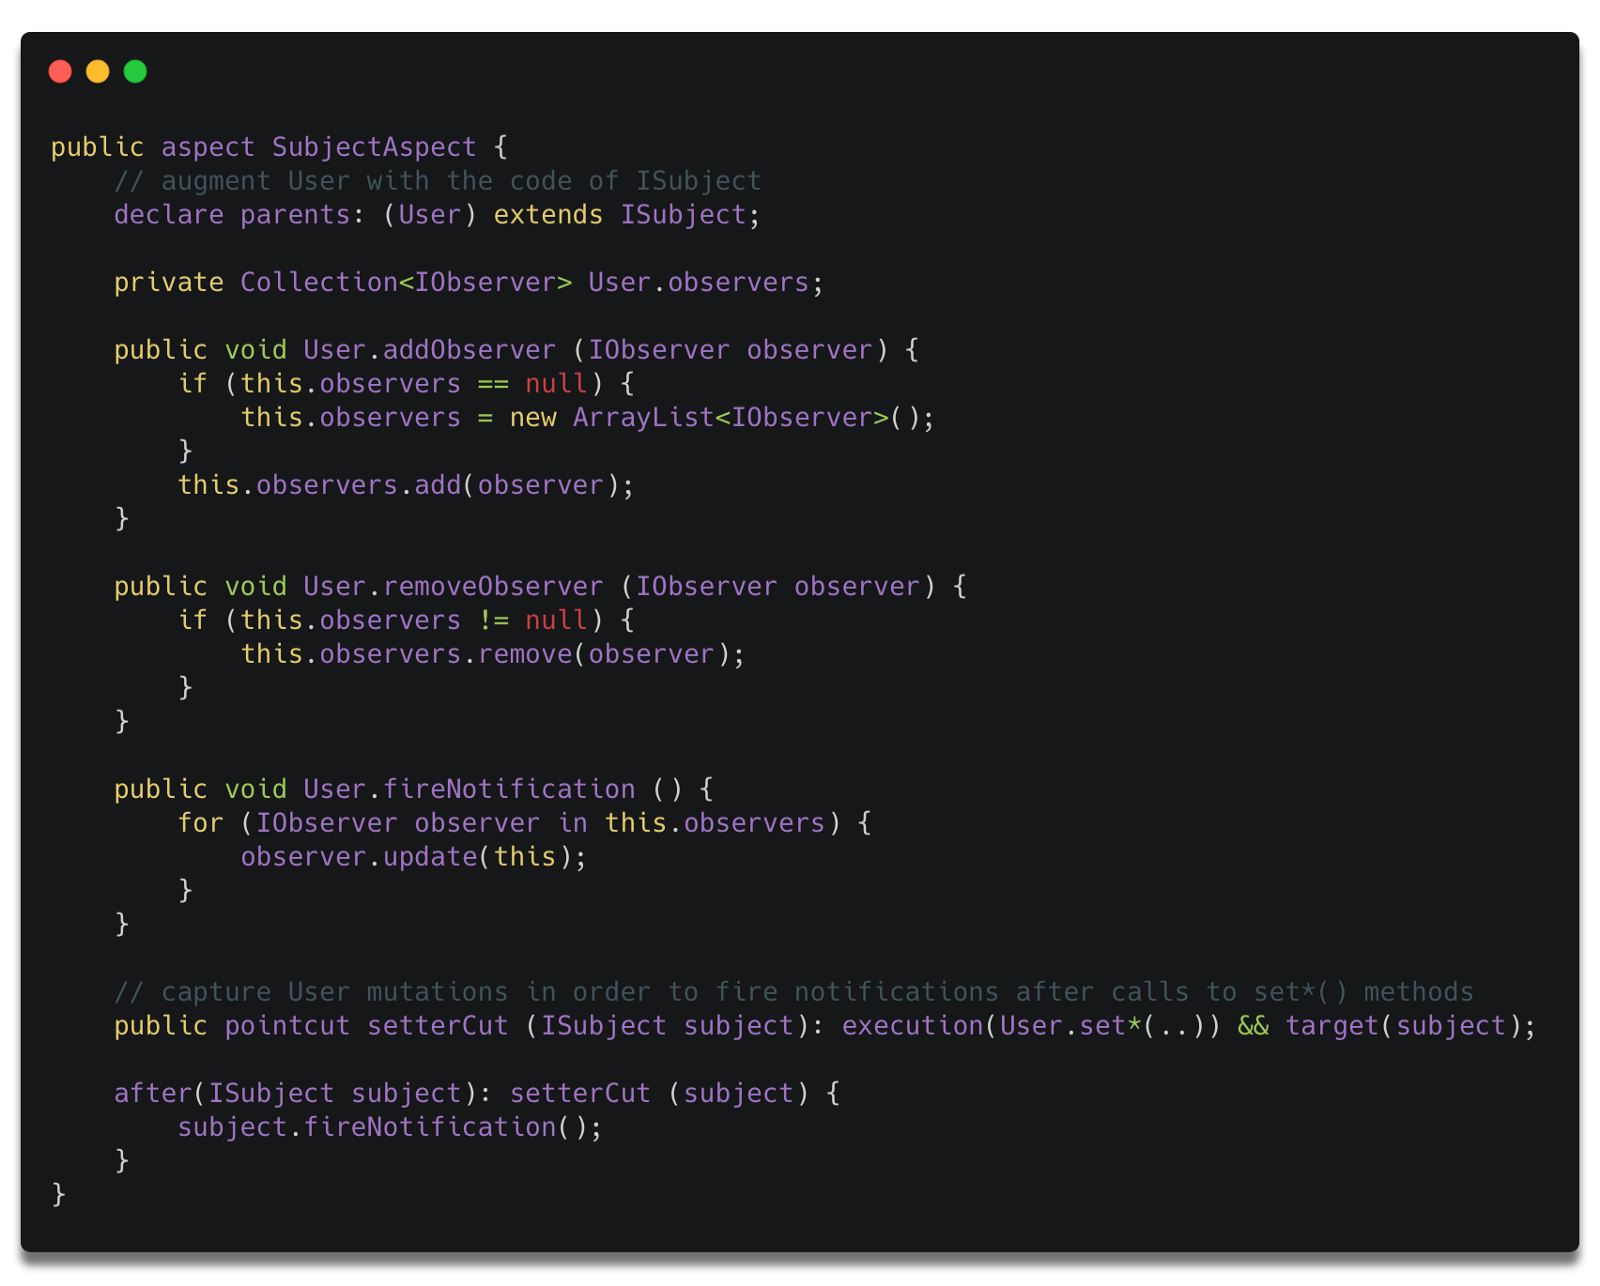 public aspect SubjectAspect {
    // augment User with the code of ISubject
    declare parents: (User) extends ISubject;

    private Collection<IObserver> User.observers;

    public void User.addObserver (IObserver observer) {
        if (this.observers == null) {
            this.observers = new ArrayList<IObserver>();
        }
        this.observers.add(observer);
    }

    public void User.removeObserver (IObserver observer) {
        if (this.observers != null) {
            this.observers.remove(observer);
        }
    }

    public void User.fireNotification () {
        for (IObserver observer in this.observers) {
            observer.update(this);
        }
    }

    // capture User mutations in order to fire notifications after calls to set*() methods
    public pointcut setterCut (ISubject subject): execution(User.set*(..)) && target(subject);

    after(ISubject subject): setterCut (subject) {
        subject.fireNotification();
    }
}